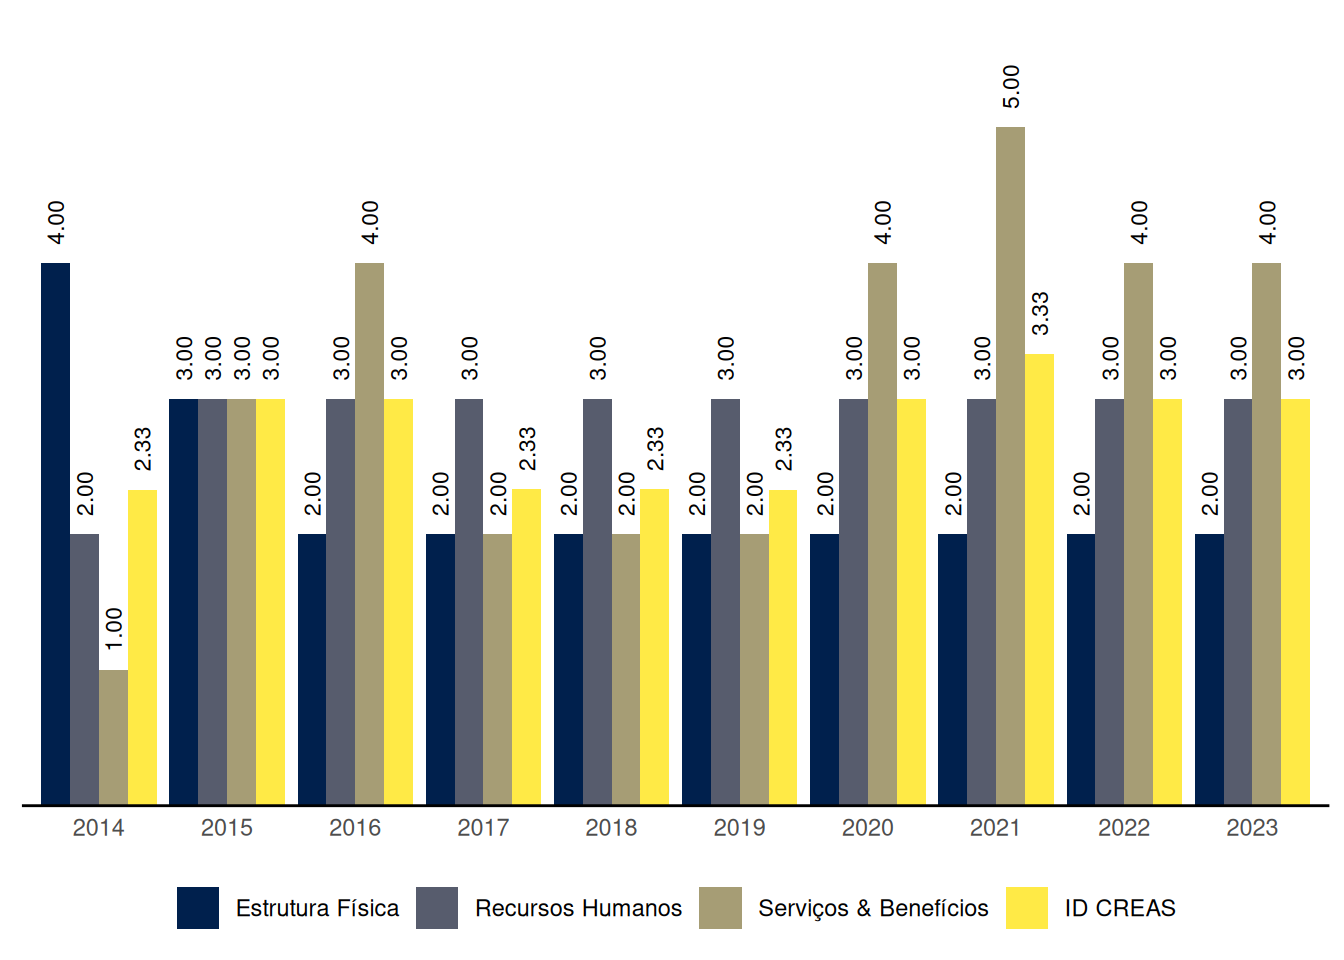 5.00
4.00 4.00 4.00 4.00 4.00
3.33
3.00 3.00 3.00 3.00 3.00 3.00 3.00 3.00 3.00 3.00 3.00 3.00 3.00 3.00 3.00 3.00 3.00
2.33 2.33 2.33 2.33
2.00 2.00 2.00 2.00 2.00 2.00 2.00 2.00 2.00 2.00 2.00 2.00
1.00
2014 2015 2016 2017 2018 2019 2020 2021 2022 2023
Estrutura Física Recursos Humanos Serviços & Benefícios ID CREAS